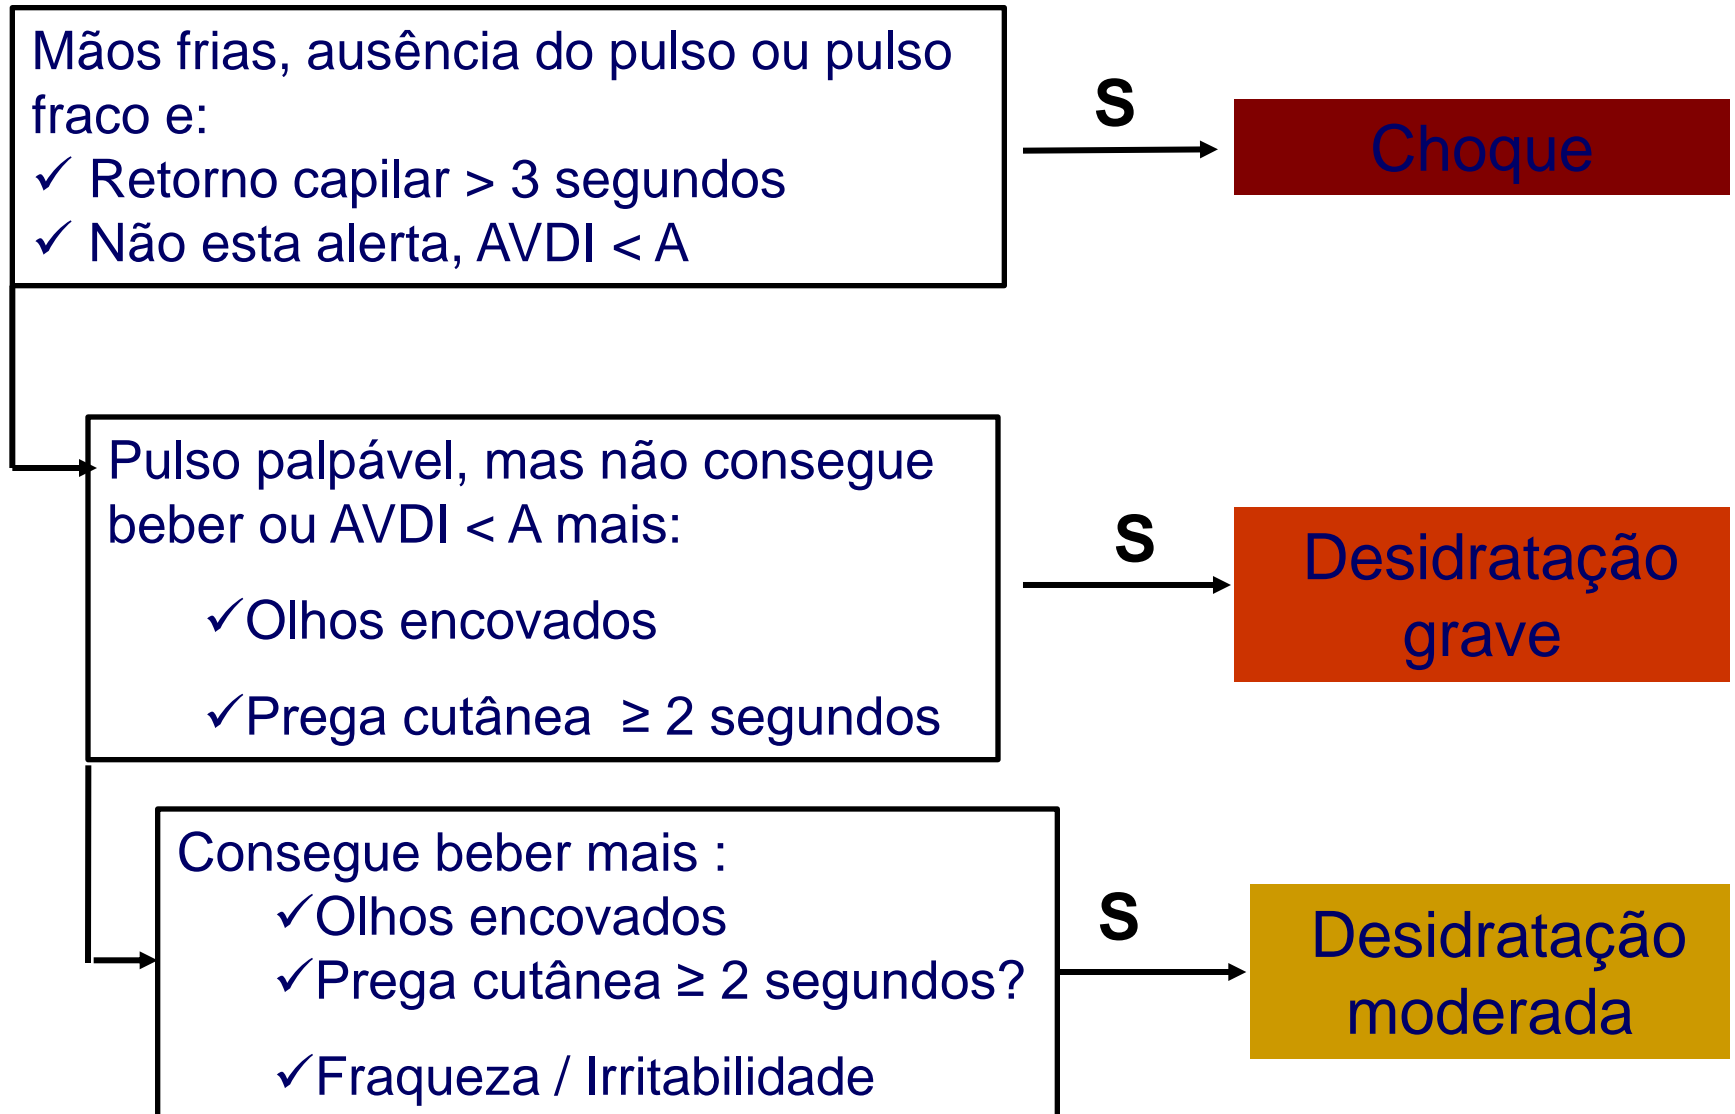 Mãos frias, ausência do pulso ou pulso
fraco e:
✓ Retorno capilar > 3 segundos
✓ Não esta alerta, AVDI < A
S
Choque
Pulso palpável, mas não consegue
beber ou AVDI < A mais:
✓Olhos encovados
✓Prega cutânea ≥ 2 segundos
S
Desidratação
grave
Consegue beber mais :
✓Olhos encovados
✓Prega cutânea ≥ 2 segundos?
✓Fraqueza / Irritabilidade
S
Desidratação
moderada